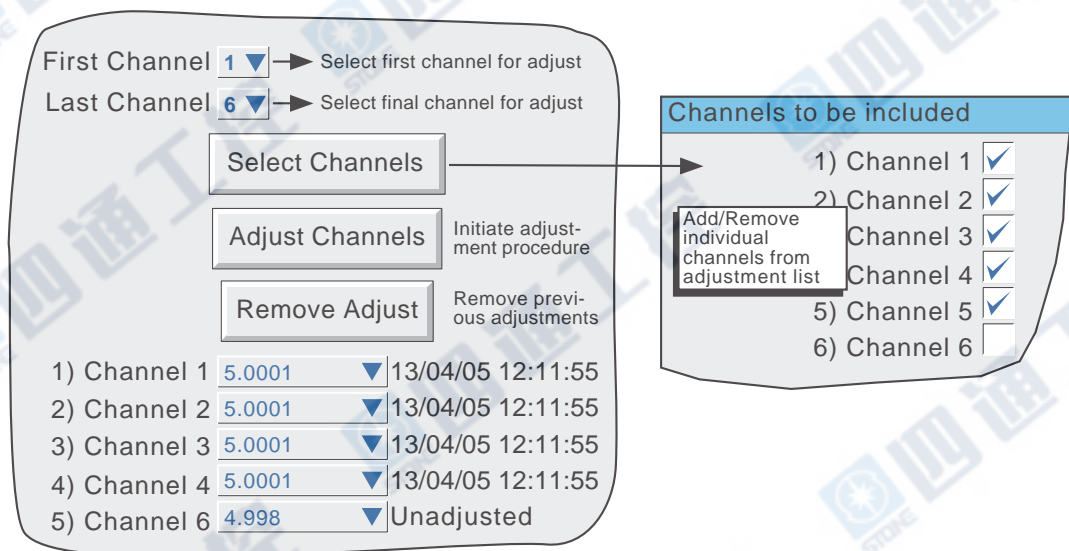 First Channel 1 Select first channel for adjust
Last Channel 6 Select final channel for adjust
Select Channels
Adjust Channels
Initiate adjust-
ment procedure
Remove Adjust
Remove previ-
ous adjustments
1) Channel 1 5.0001 13/04/05 12:11:55
2) Channel 2 5.0001 13/04/05 12:11:55
3) Channel 3 5.0001 13/04/05 12:11:55
4) Channel 4 5.0001 13/04/05 12:11:55
5) Channel 6 4.998 Unadjusted
Channels to be included
1) Channel 1
2) Channel 2
Channel 3
Channel 4
5) Channel 5
6) Channel 6
Add/Remove
individual
channels from
adjustment list
四通工控
STONE